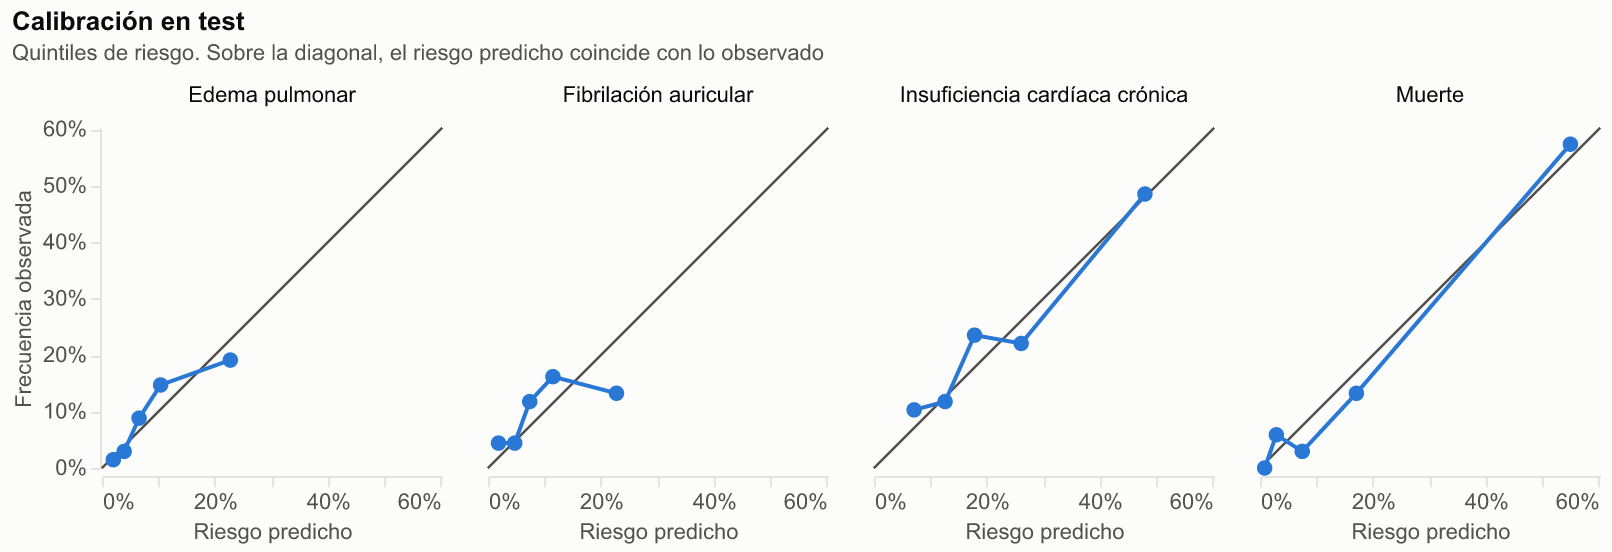 Calibración en test
Quintiles de riesgo. Sobre la diagonal, el riesgo predicho coincide con lo observado
Edema pulmonar
Fibrilación auricular
Insuficiencia cardíaca crónica
Muerte
Frecuencia observada
60%
50%
40%
30%
20%
10%
0%
0% 20% 40% 60%
0% 20% 40% 60%
0% 20% 40% 60%
0% 20% 40% 60%
Riesgo predicho
Riesgo predicho
Riesgo predicho
Riesgo predicho